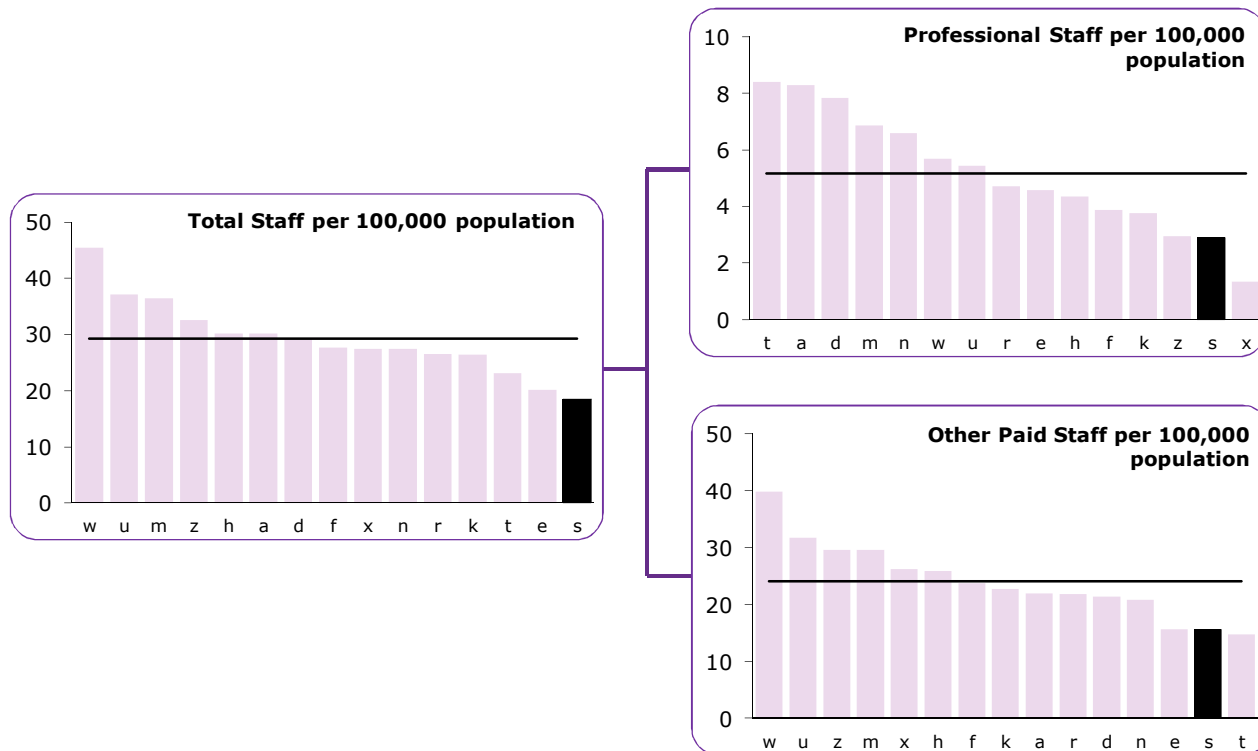 Total Staff per 100,000 population
50
40
30
20
10
0
w u m z h a d f x n r k t e s
Professional Staff per 100,000
population
10
8
6
4
2
0
t a d m n w u r e h f k z s x
Other Paid Staff per 100,000
population
50
40
30
20
10
0
w u z m x h f k a r d n e s t